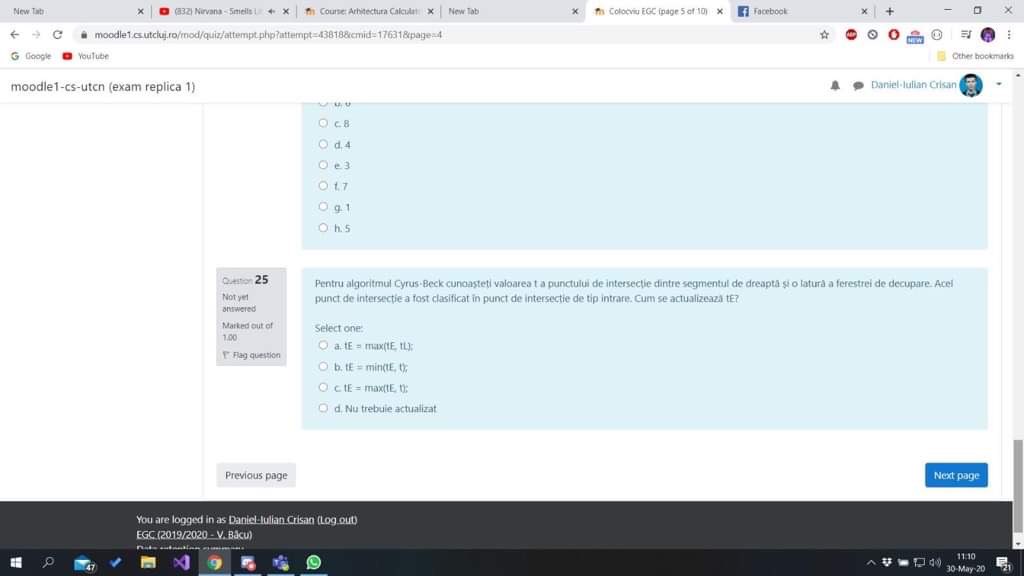 New Tab
(832) Nirvana - Smells Li
Course: Arhitectura Calculat
New Tab
Colocviu EGC (page 5 of 10)
Facebook
moodle1.cs.utcluj.ro/mod/quiz/attempt.php?attempt=43818&cmid=17631&page=4
ABP
NEW
Google
YouTube
Other bookmarks
moodle1-cs-utcn (exam replica 1)
Daniel-Iulian Crisan
b. 6
c. 8
d. 4
e. 3
f. 7
g. 1
h. 5
Question 25
Not yet
answered
Marked out of
1.00
Flag question
Pentru algoritmul Cyrus-Beck cunoașteți valoarea t a punctului de intersecție dintre segmentul de dreaptă și o latură a ferestrei de decupare. Acel
punct de intersecție a fost clasificat în punct de intersecție de tip intrare. Cum se actualizează tE?
Select one:
a. tE = max(tE, tL);
b. tE = min(tE, t);
c. tE = max(tE, t);
d. Nu trebuie actualizat
Previous page
Next page
You are logged in as Daniel-Iulian Crisan (Log out)
EGC (2019/2020 - V. Băcu)
Data retention summary
47
11:10
30-May-20
21